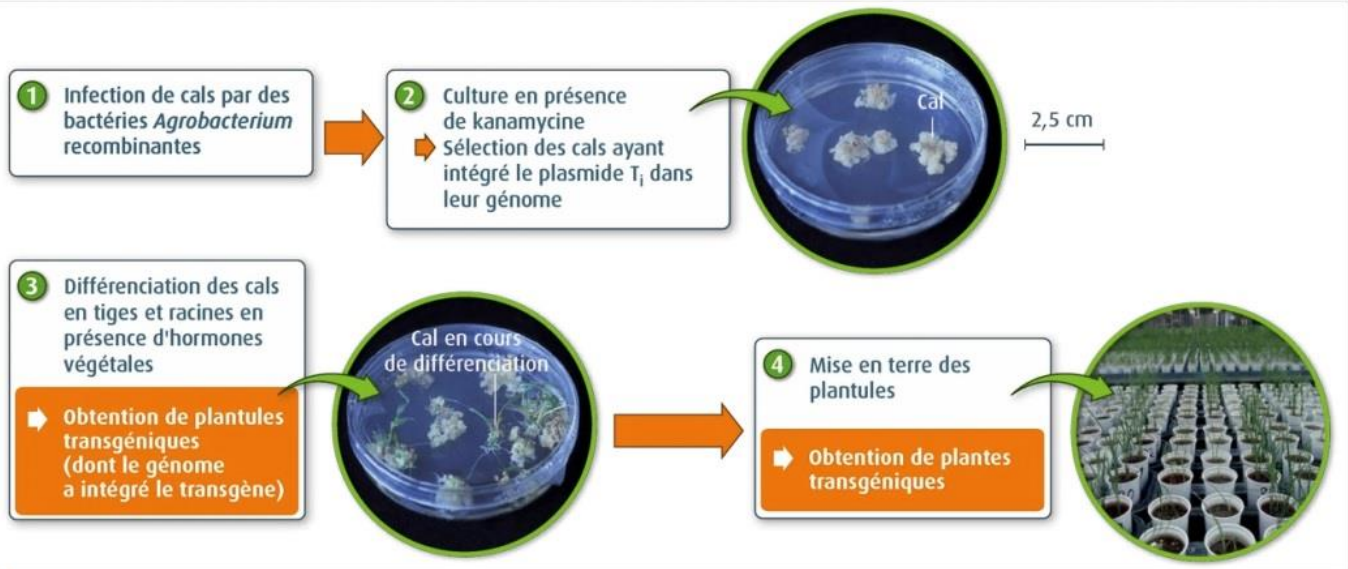 1 Infection de cals par des
bactéries Agrobacterium
recombinantes
2 Culture en présence
de kanamycine
Sélection des cals ayant
intégré le plasmide Ti dans
leur génome
Cal
2,5 cm
3 Différenciation des cals
en tiges et racines en
présence d'hormones
végétales
Obtention de plantules
transgéniques
(dont le génome
a intégré le transgène)
Cal en cours
de différenciation
4 Mise en terre des
plantules
Obtention de plantes
transgéniques